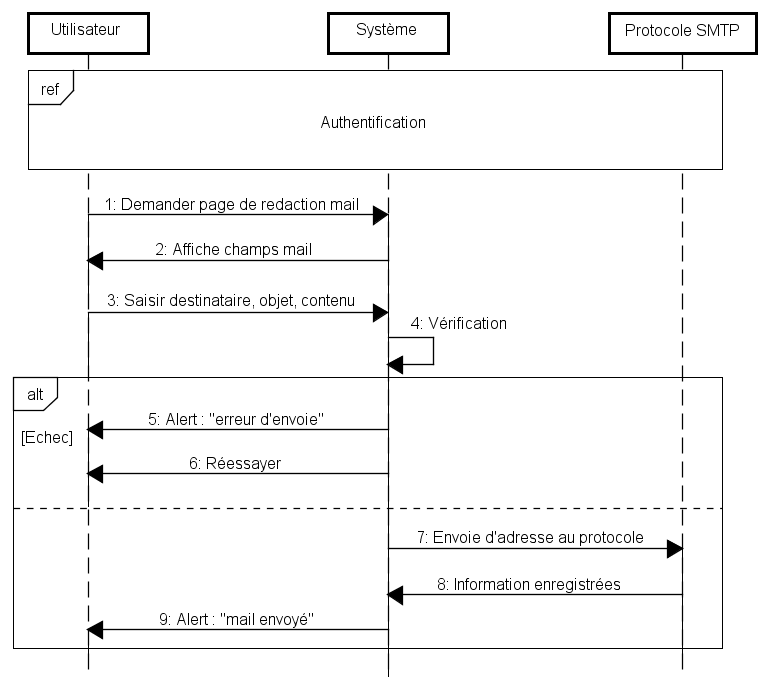 Utilisateur
Système
Protocole SMTP
ref
Authentification
1: Demander page de redaction mail
2: Affiche champs mail
3: Saisir destinataire, objet, contenu
4: Vérification
alt
5: Alert : "erreur d'envoie"
[Echec]
6: Réessayer
7: Envoie d'adresse au protocole
8: Information enregistrées
9: Alert : "mail envoyé"